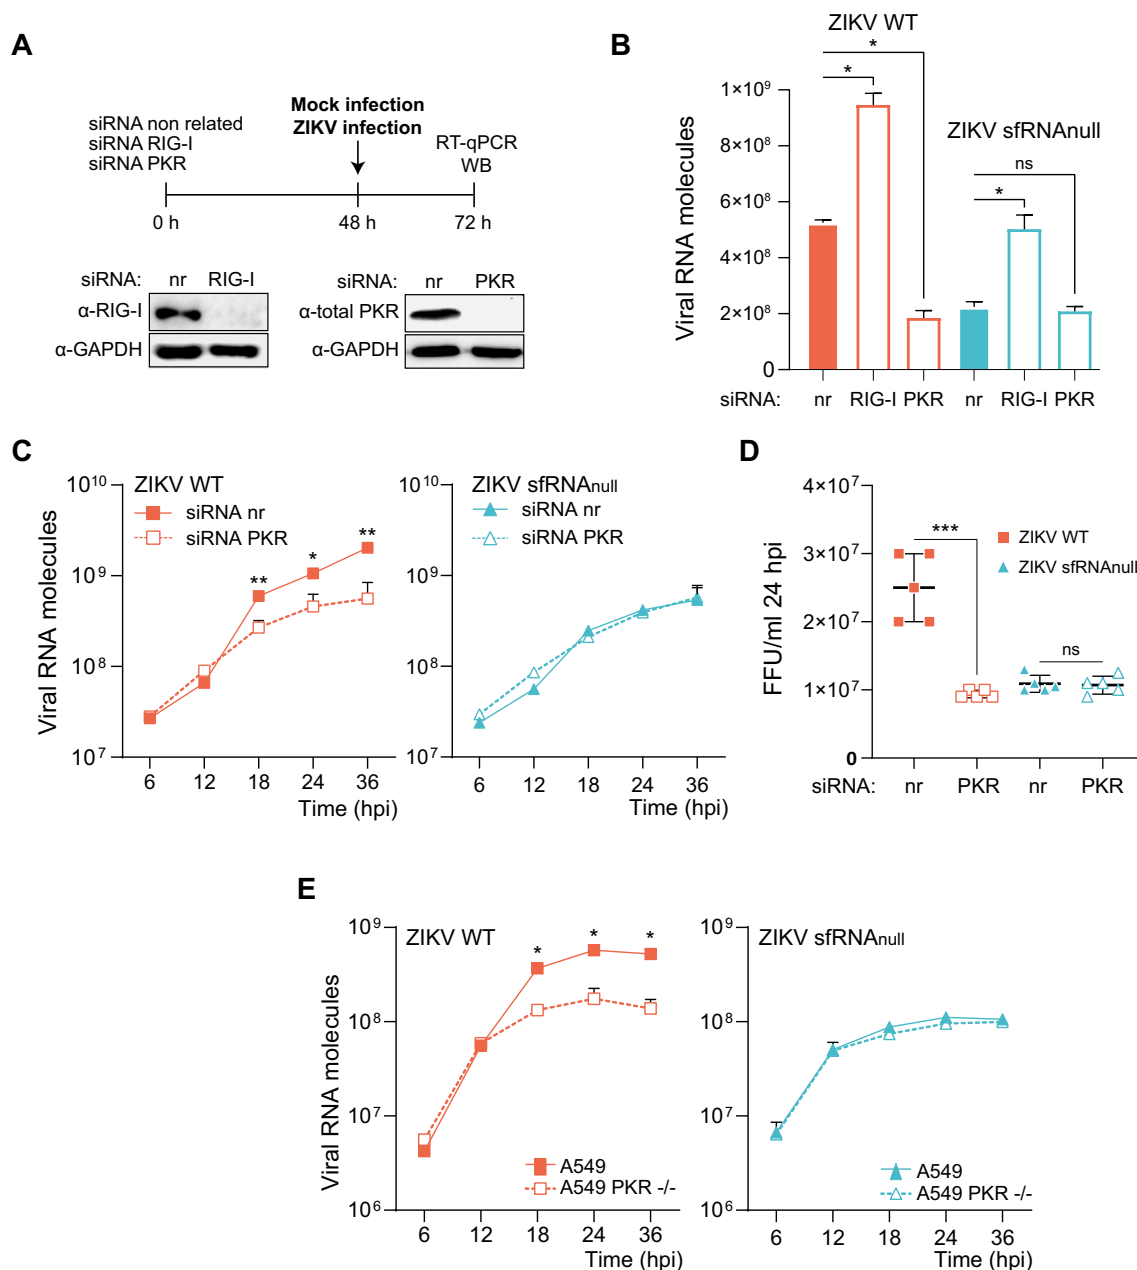 A
siRNA non related
siRNA RIG-I
siRNA PKR
Mock infection
ZIKV infection
RT-qPCR
WB
0 h
48 h
72 h
siRNA: nr RIG-I
α-RIG-I
α-GAPDH
siRNA: nr PKR
α-total PKR
α-GAPDH
B
ZIKV WT
ZIKV sfRNAnull
*
*
ns
*
Viral RNA molecules
1×10⁹
8×10⁸
6×10⁸
4×10⁸
2×10⁸
0
siRNA: nr RIG-I PKR nr RIG-I PKR
C
ZIKV WT
siRNA nr
siRNA PKR
** * **
Viral RNA molecules
10¹⁰
10⁹
10⁸
10⁷
6 12 18 24 36
Time (hpi)
ZIKV sfRNAnull
siRNA nr
siRNA PKR
10¹⁰
10⁹
10⁸
10⁷
6 12 18 24 36
Time (hpi)
D
ZIKV WT
ZIKV sfRNAnull
***
ns
FFU/ml 24 hpi
4×10⁷
3×10⁷
2×10⁷
1×10⁷
0
siRNA: nr PKR nr PKR
E
ZIKV WT
* * *
Viral RNA molecules
10⁹
10⁸
10⁷
10⁶
A549
A549 PKR -/-
6 12 18 24 36
Time (hpi)
ZIKV sfRNAnull
10⁹
10⁸
10⁷
10⁶
A549
A549 PKR -/-
6 12 18 24 36
Time (hpi)